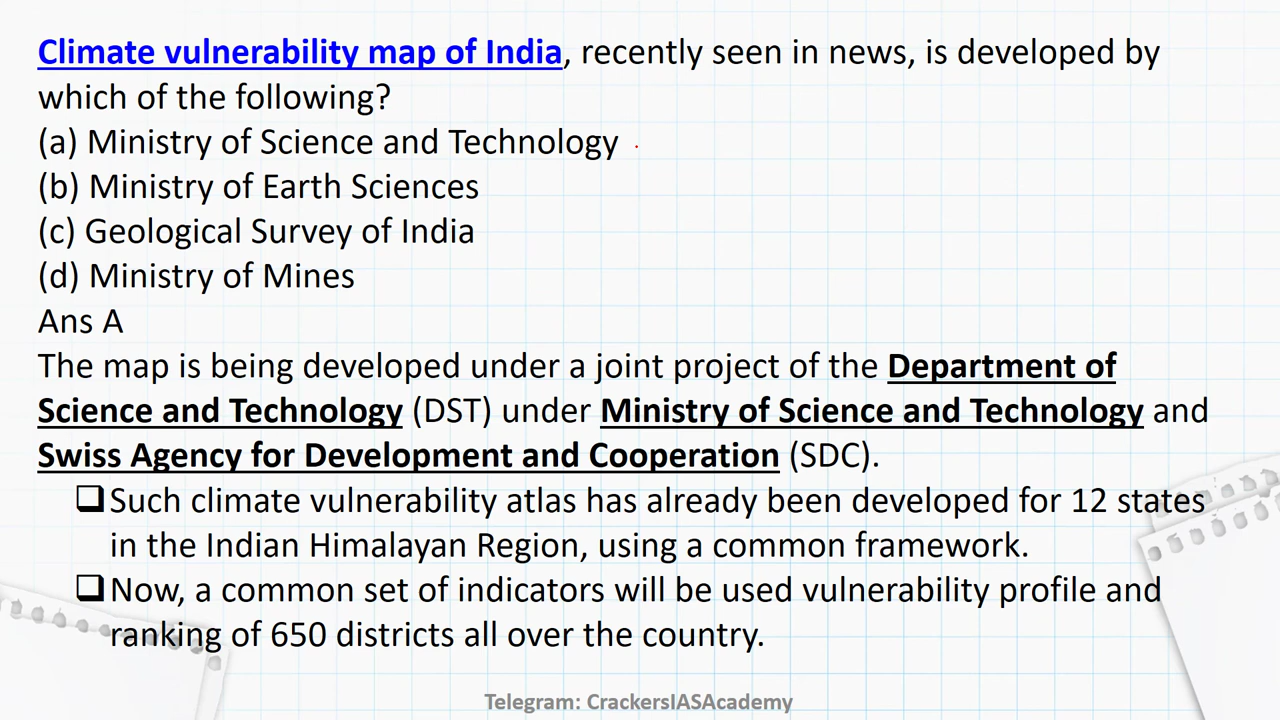 Climate vulnerability map of India, recently seen in news, is developed by
which of the following?
(a) Ministry of Science and Technology
(b) Ministry of Earth Sciences
(c) Geological Survey of India
(d) Ministry of Mines
Ans A
The map is being developed under a joint project of the Department of
Science and Technology (DST) under Ministry of Science and Technology and
Swiss Agency for Development and Cooperation (SDC).
❑Such climate vulnerability atlas has already been developed for 12 states
in the Indian Himalayan Region, using a common framework.
❑Now, a common set of indicators will be used vulnerability profile and
ranking of 650 districts all over the country.
Telegram: CrackersIASAcademy